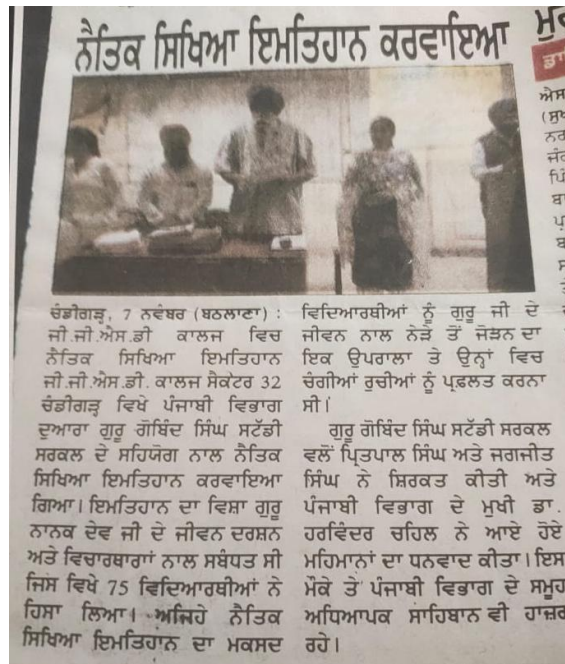 ਨੈਤਿਕ ਸਿਖਿਆ ਇਮਤਿਹਾਨ ਕਰਵਾਇਆ
ਚੰਡੀਗੜ੍ਹ, 7 ਨਵੰਬਰ (ਬਠਲਾਣਾ) :
ਜੀ.ਜੀ.ਐਸ.ਡੀ ਕਾਲਜ ਵਿਚ
ਨੈਤਿਕ ਸਿਖਿਆ ਇਮਤਿਹਾਨ
ਜੀ.ਜੀ.ਐਸ.ਡੀ. ਕਾਲਜ ਸੈਕਟਰ 32
ਚੰਡੀਗੜ੍ਹ ਵਿਖੇ ਪੰਜਾਬੀ ਵਿਭਾਗ
ਦੁਆਰਾ ਗੁਰੂ ਗੋਬਿੰਦ ਸਿੰਘ ਸਟੱਡੀ
ਸਰਕਲ ਦੇ ਸਹਿਯੋਗ ਨਾਲ ਨੈਤਿਕ
ਸਿਖਿਆ ਇਮਤਿਹਾਨ ਕਰਵਾਇਆ
ਗਿਆ। ਇਮਤਿਹਾਨ ਦਾ ਵਿਸ਼ਾ ਗੁਰੂ
ਨਾਨਕ ਦੇਵ ਜੀ ਦੇ ਜੀਵਨ ਦਰਸ਼ਨ
ਅਤੇ ਵਿਚਾਰਥਾਰਾਂ ਨਾਲ ਸਬੰਧਤ ਸੀ
ਜਿਸ ਵਿਖੇ 75 ਵਿਦਿਆਰਥੀਆਂ ਨੇ
ਹਿਸਾ ਲਿਆ। ਅਜਿਹੇ ਨੈਤਿਕ
ਸਿਖਿਆ ਇਮਤਿਹਾਨ ਦਾ ਮਕਸਦ
ਵਿਦਿਆਰਥੀਆਂ ਨੂੰ ਗੁਰੂ ਜੀ ਦੇ
ਜੀਵਨ ਨਾਲ ਨੇੜੇ ਤੋਂ ਜੋੜਨ ਦਾ
ਇਕ ਉਪਰਾਲਾ ਤੇ ਉਨ੍ਹਾਂ ਵਿਚ
ਚੰਗੀਆਂ ਰੁਚੀਆਂ ਨੂੰ ਪ੍ਰਫ਼ਲਤ ਕਰਨਾ
ਸੀ।
ਗੁਰੂ ਗੋਬਿੰਦ ਸਿੰਘ ਸਟੱਡੀ ਸਰਕਲ
ਵਲੋਂ ਪ੍ਰਿਤਪਾਲ ਸਿੰਘ ਅਤੇ ਜਗਜੀਤ
ਸਿੰਘ ਨੇ ਸ਼ਿਰਕਤ ਕੀਤੀ ਅਤੇ
ਪੰਜਾਬੀ ਵਿਭਾਗ ਦੇ ਮੁਖੀ ਡਾ.
ਹਰਵਿੰਦਰ ਚਹਿਲ ਨੇ ਆਏ ਹੋਏ
ਮਹਿਮਾਨਾਂ ਦਾ ਧਨਵਾਦ ਕੀਤਾ। ਇਸ
ਮੌਕੇ ਤੇ ਪੰਜਾਬੀ ਵਿਭਾਗ ਦੇ ਸਮੂਹ
ਅਧਿਆਪਕ ਸਾਹਿਬਾਨ ਵੀ ਹਾਜ਼ਰ
ਰਹੇ।